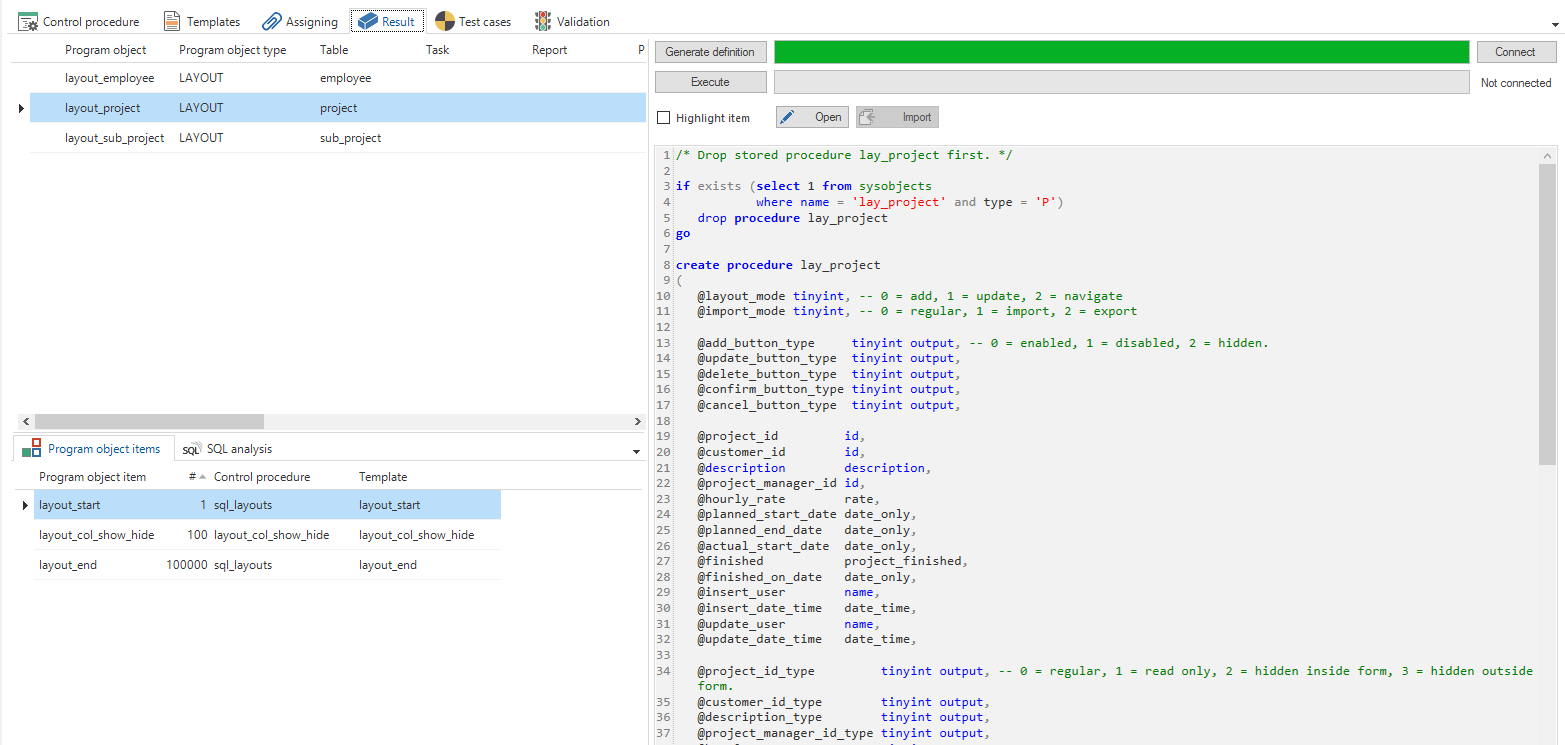 Control procedure Templates Assigning Result Test cases Validation
Program object Program object type Table Task Report P
layout_employee LAYOUT employee
layout_project LAYOUT project
layout_sub_project LAYOUT sub_project
Program object items SQL SQL analysis
Program object item # Control procedure Template
layout_start 1 sql_layouts layout_start
layout_col_show_hide 100 layout_col_show_hide layout_col_show_hide
layout_end 100000 sql_layouts layout_end
Generate definition Connect
Execute Not connected
Highlight item Open Import
1 /* Drop stored procedure lay_project first. */
2
3 if exists (select 1 from sysobjects
4 where name = 'lay_project' and type = 'P')
5 drop procedure lay_project
6 go
7
8 create procedure lay_project
9 (
10 @layout_mode tinyint, -- 0 = add, 1 = update, 2 = navigate
11 @import_mode tinyint, -- 0 = regular, 1 = import, 2 = export
12
13 @add_button_type tinyint output, -- 0 = enabled, 1 = disabled, 2 = hidden.
14 @update_button_type tinyint output,
15 @delete_button_type tinyint output,
16 @confirm_button_type tinyint output,
17 @cancel_button_type tinyint output,
18
19 @project_id id,
20 @customer_id id,
21 @description description,
22 @project_manager_id id,
23 @hourly_rate rate,
24 @planned_start_date date_only,
25 @planned_end_date date_only,
26 @actual_start_date date_only,
27 @finished project_finished,
28 @finished_on_date date_only,
29 @insert_user name,
30 @insert_date_time date_time,
31 @update_user name,
32 @update_date_time date_time,
33
34 @project_id_type tinyint output, -- 0 = regular, 1 = read only, 2 = hidden inside form, 3 = hidden outside
form.
35 @customer_id_type tinyint output,
36 @description_type tinyint output,
37 @project_manager_id_type tinyint output,